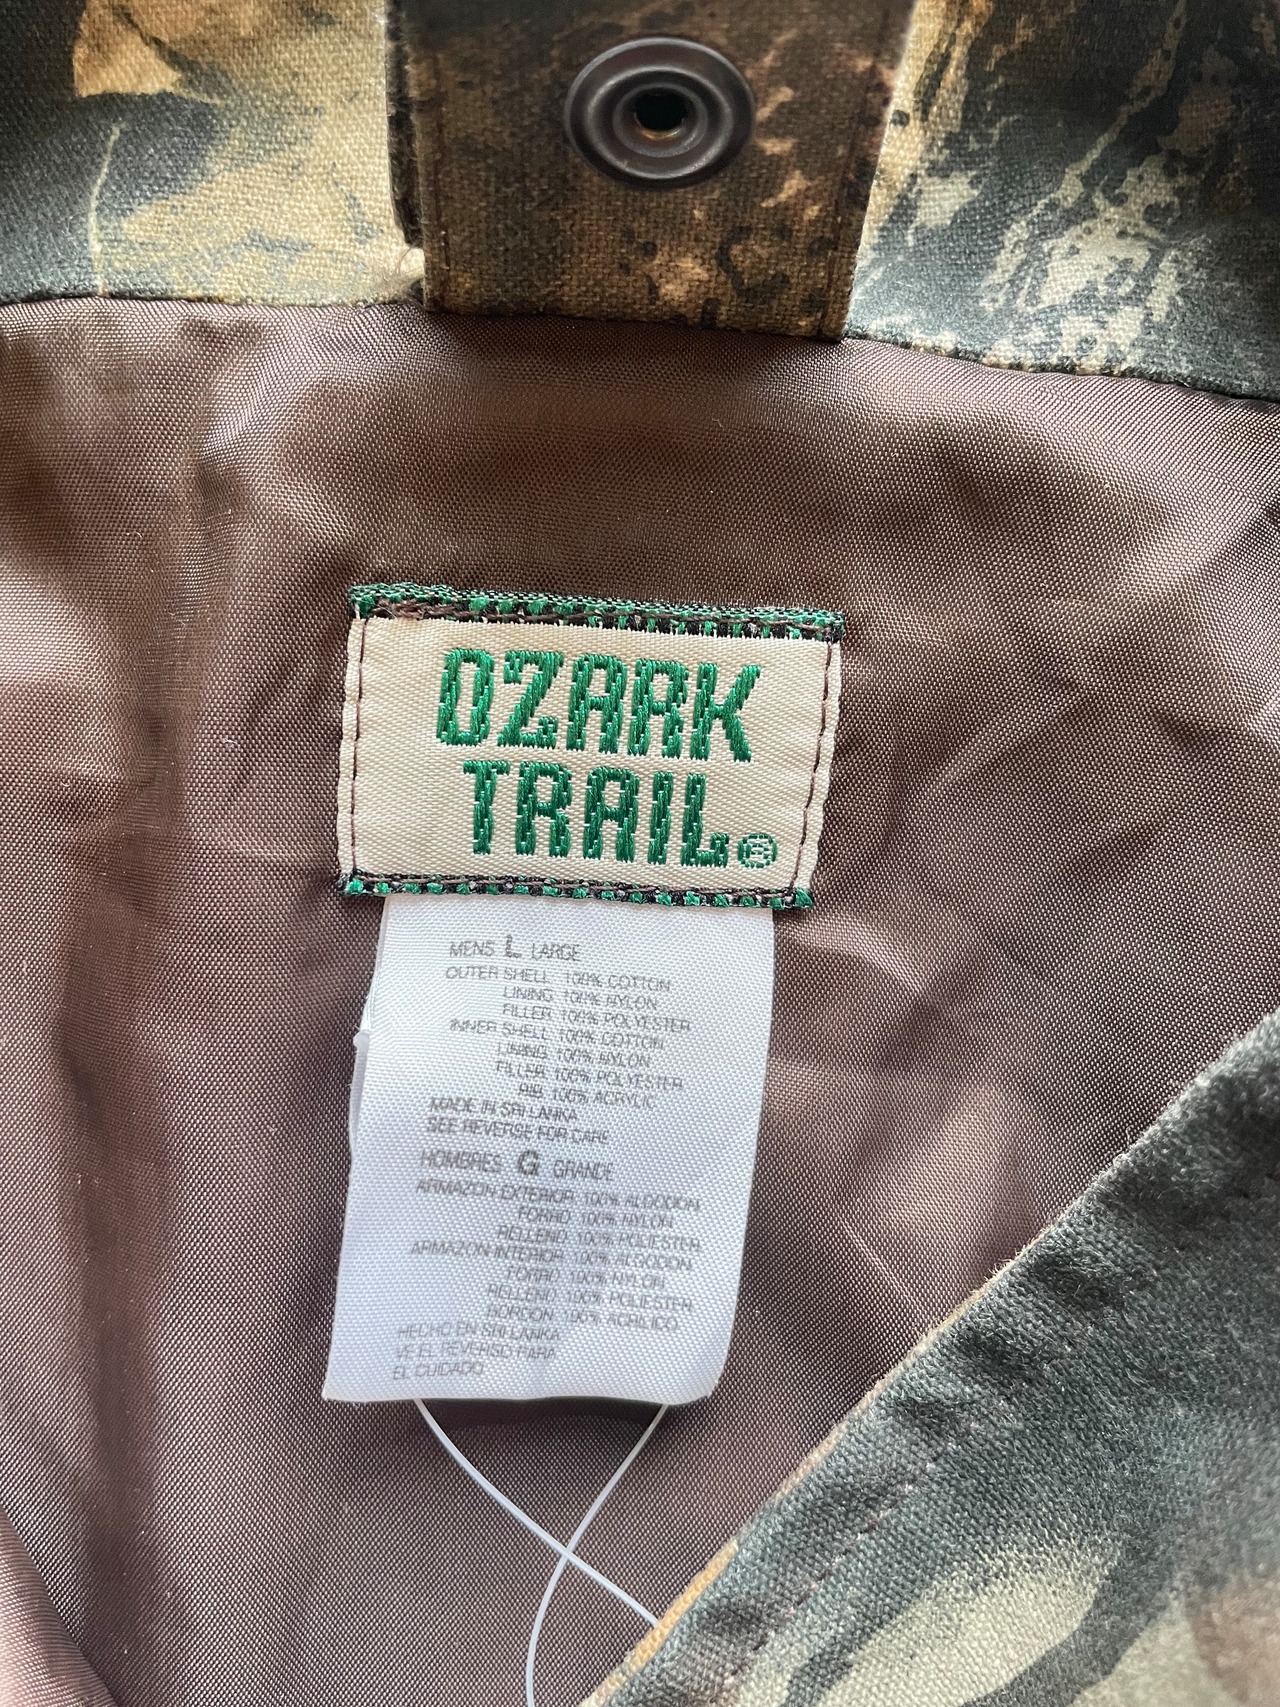 OZARK
TRAIL®
MENS L LARGE
OUTER SHELL 100% COTTON
LINING 100% NYLON
FILLER 100% POLYESTER
INNER SHELL 100% COTTON
LINING 100% NYLON
FILLER 100% POLYESTER
RIB 100% ACRYLIC
MADE IN SRI LANKA
SEE REVERSE FOR CARE
HOMBRES G GRANDE
ARMAZON EXTERIOR 100% ALGODON
FORRO 100% NYLON
RELLENO 100% POLIESTER
ARMAZON INTERIOR 100% ALGODON
FORRO 100% NYLON
RELLENO 100% POLIESTER
BORDON 100% ACRILICO
HECHO EN SRI LANKA
VE EL REVERSO PARA
EL CUIDADO